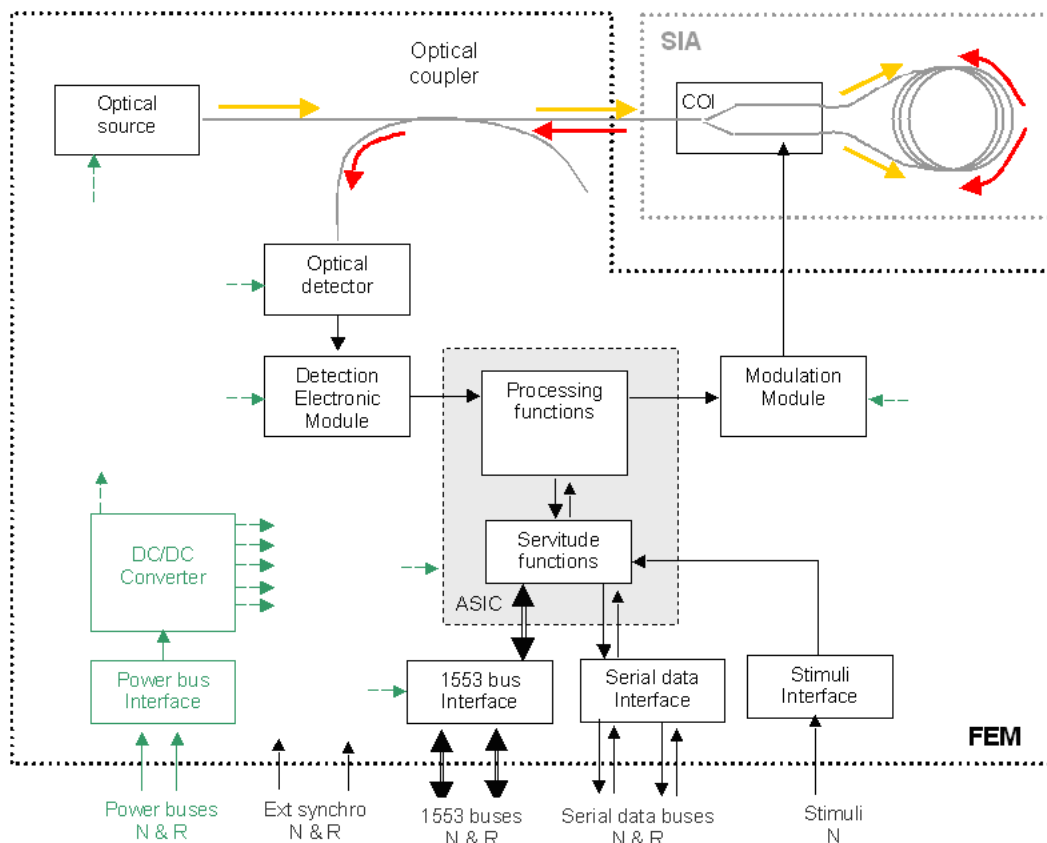 SIA
Optical
coupler
Optical
source
COI
Optical
detector
Detection
Electronic
Module
Processing
functions
Modulation
Module
DC/DC
Converter
Servitude
functions
ASIC
Power bus
Interface
1553 bus
Interface
Serial data
Interface
Stimuli
Interface
FEM
Power buses
N & R
Ext synchro
N & R
1553 buses
N & R
Serial data buses
N & R
Stimuli
N